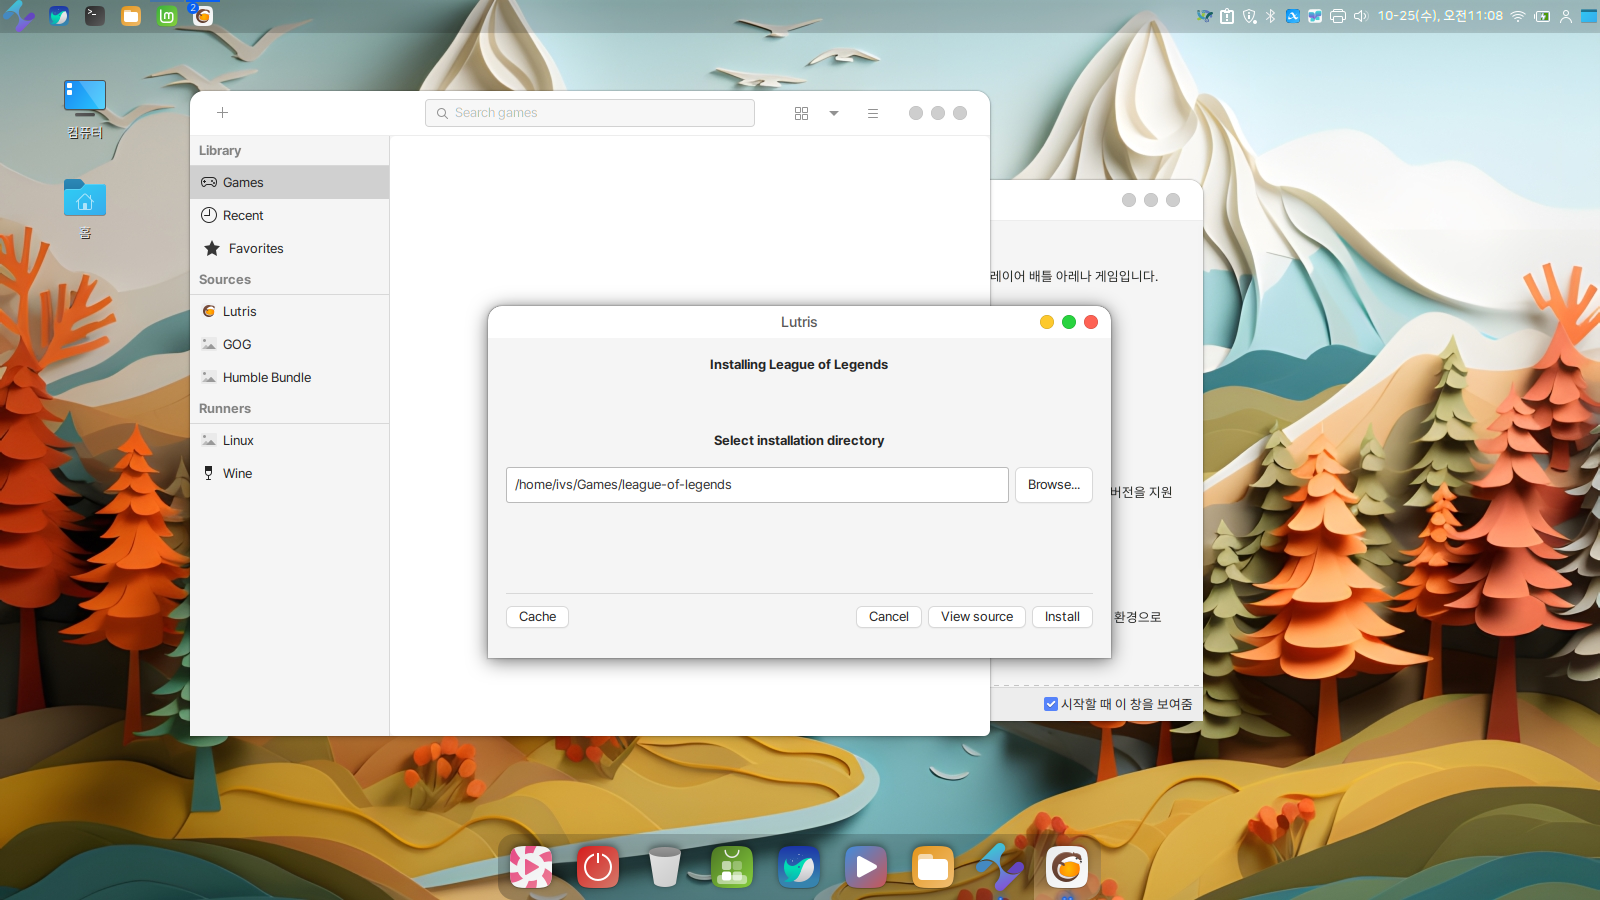 2
10-25(수), 오전11:08
컴퓨터
홈
Search games
Library
Games
Recent
Favorites
Sources
Lutris
GOG
Humble Bundle
Runners
Linux
Wine
레이어 배틀 아레나 게임입니다.
버전을 지원
환경으로
시작할 때 이 창을 보여줌
Lutris
Installing League of Legends
Select installation directory
/home/ivs/Games/league-of-legends
Browse...
Cache
Cancel
View source
Install